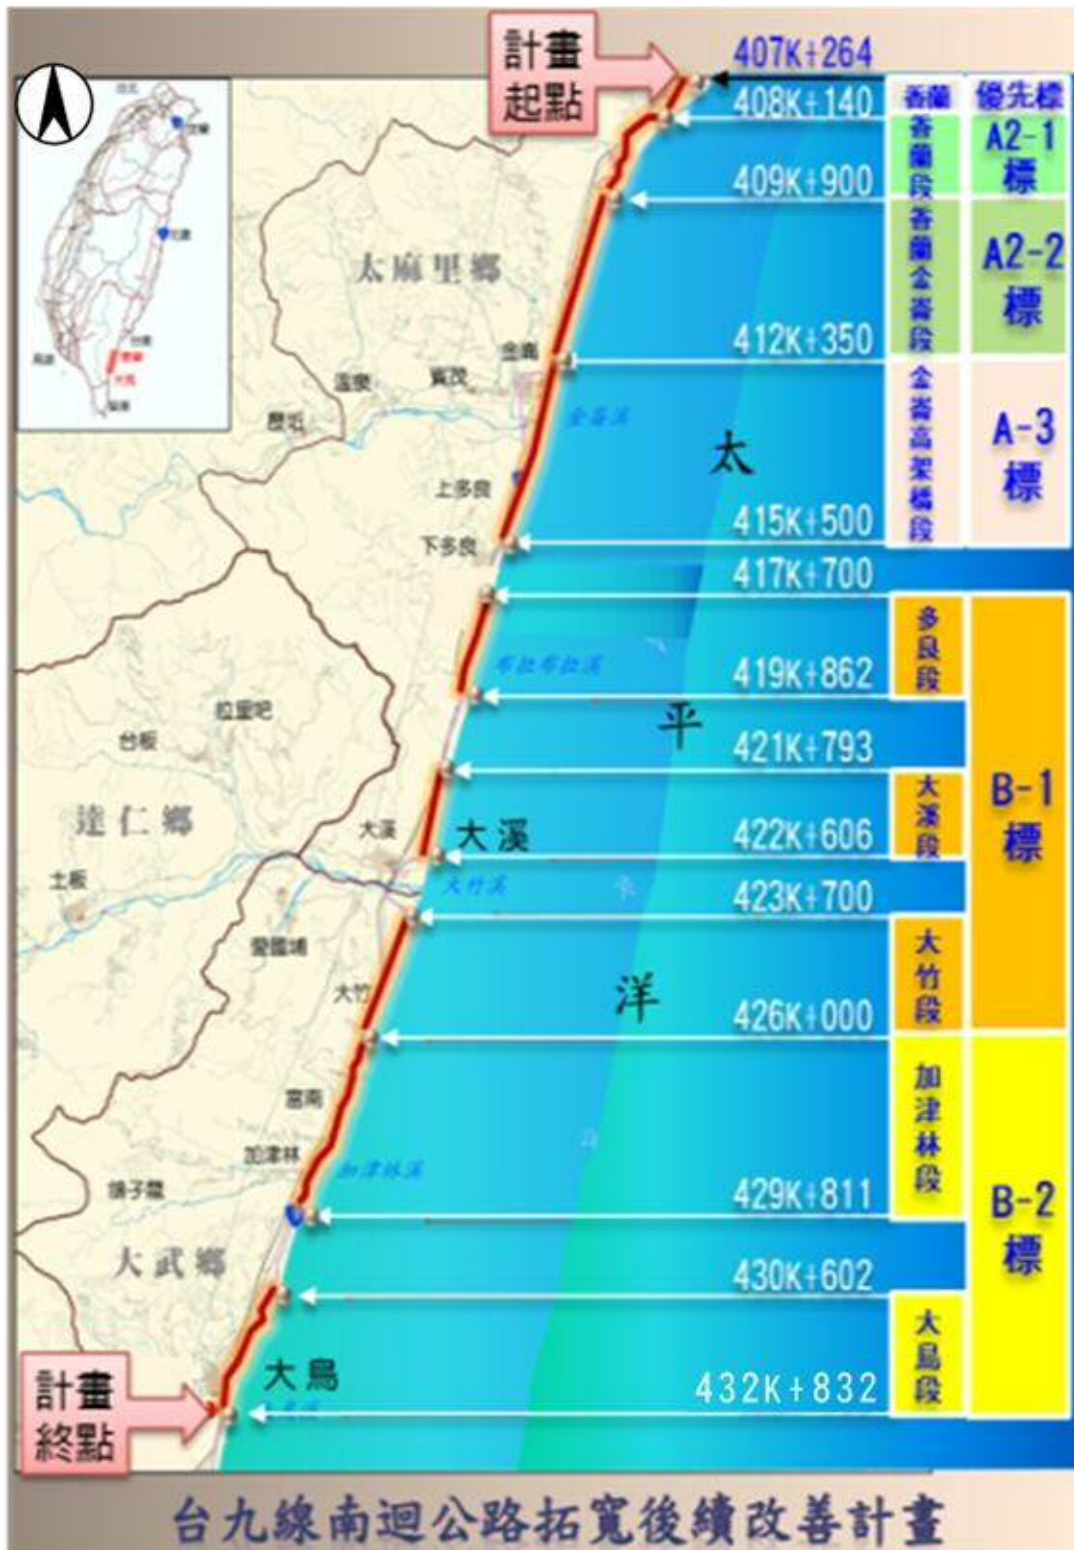 計畫
起點
407K+264
408K+140
409K+900
412K+350
415K+500
417K+700
419K+862
421K+793
422K+606
423K+700
426K+000
429K+811
430K+602
432K+832
香蘭
優先標
香蘭段
A2-1
標
香蘭金崙段
A2-2
標
金崙高架橋段
A-3
標
多良段
大溪段
大竹段
B-1
標
加津林段
大鳥段
B-2
標
太麻里鄉
金崙溪
賓茂
溫泉
歷坵
上多良
下多良
太
平
洋
布拉布拉溪
拉里吧
台板
達仁鄉
土板
大溪
大溪
大竹溪
愛國埔
大竹
富南
加津林
加津林溪
大武鄉
大鳥
計畫
終點
台九線南迴公路拓寬後續改善計畫